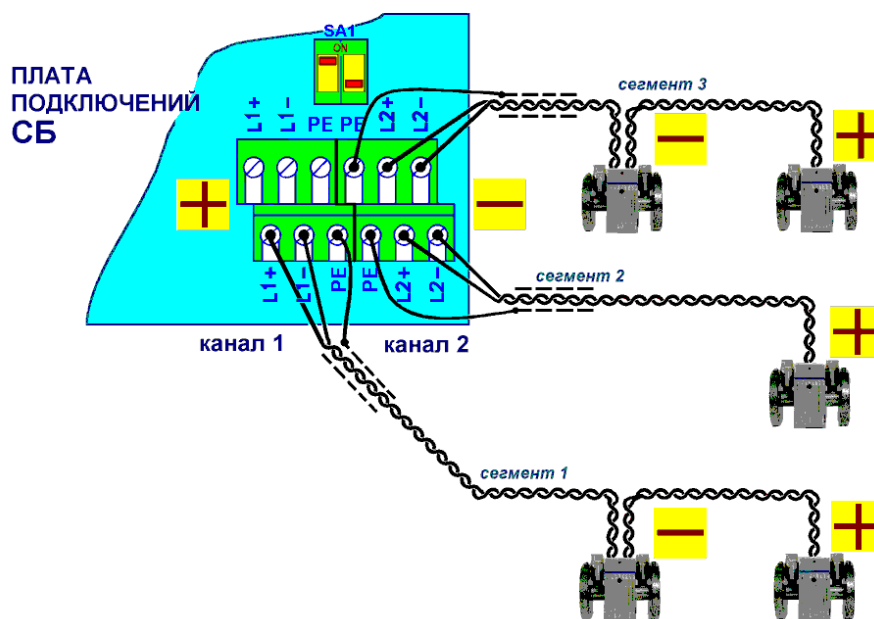 SA1
ON
ПЛАТА
ПОДКЛЮЧЕНИЙ
СБ
L1+ L1− PE PE L2+ L2−
сегмент 3
+ −
− +
L1+ L1− PE PE L2+ L2−
сегмент 2
+
канал 1 канал 2
сегмент 1
− +